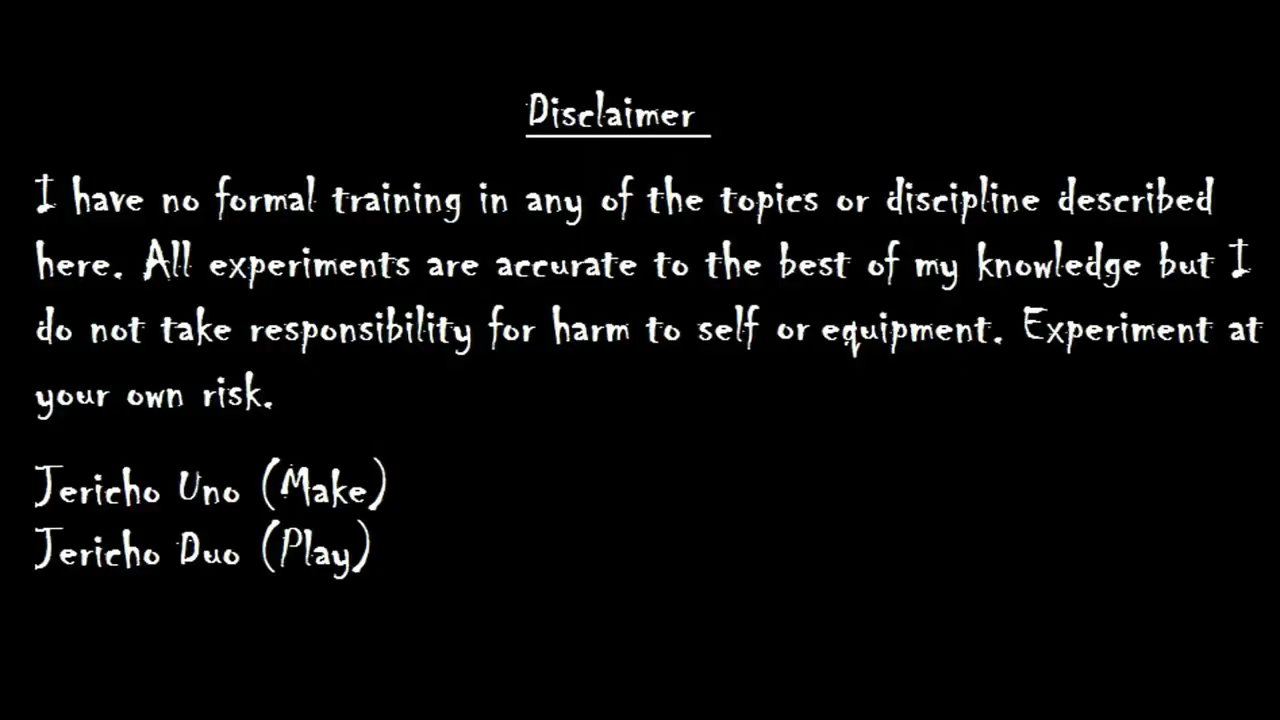 Disclaimer
I have no formal training in any of the topics or discipline described
here. All experiments are accurate to the best of my knowledge but I
do not take responsibility for harm to self or equipment. Experiment at
your own risk.
Jericho Uno (Make)
Jericho Duo (Play)